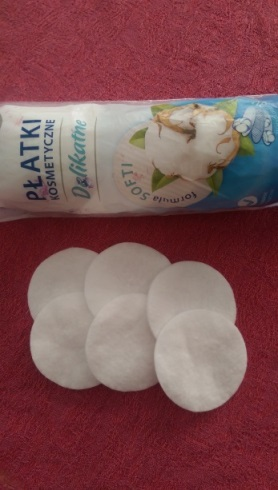 PŁATKI
KOSMETYCZNE
Delikatne
formuła SOFTI